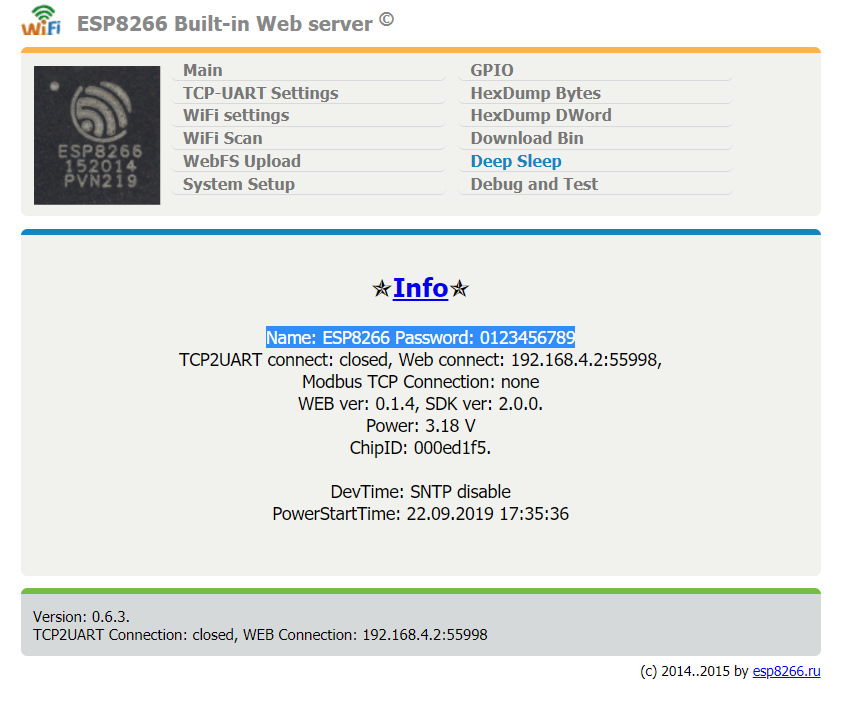 WiFi
ESP8266 Built-in Web server ©
ESP8266
152014
PVN219
Main
TCP-UART Settings
WiFi settings
WiFi Scan
WebFS Upload
System Setup
GPIO
HexDump Bytes
HexDump DWord
Download Bin
Deep Sleep
Debug and Test
✯Info✯
Name: ESP8266 Password: 0123456789
TCP2UART connect: closed, Web connect: 192.168.4.2:55998,
Modbus TCP Connection: none
WEB ver: 0.1.4, SDK ver: 2.0.0.
Power: 3.18 V
ChipID: 000ed1f5.
DevTime: SNTP disable
PowerStartTime: 22.09.2019 17:35:36
Version: 0.6.3.
TCP2UART Connection: closed, WEB Connection: 192.168.4.2:55998
(c) 2014..2015 by esp8266.ru